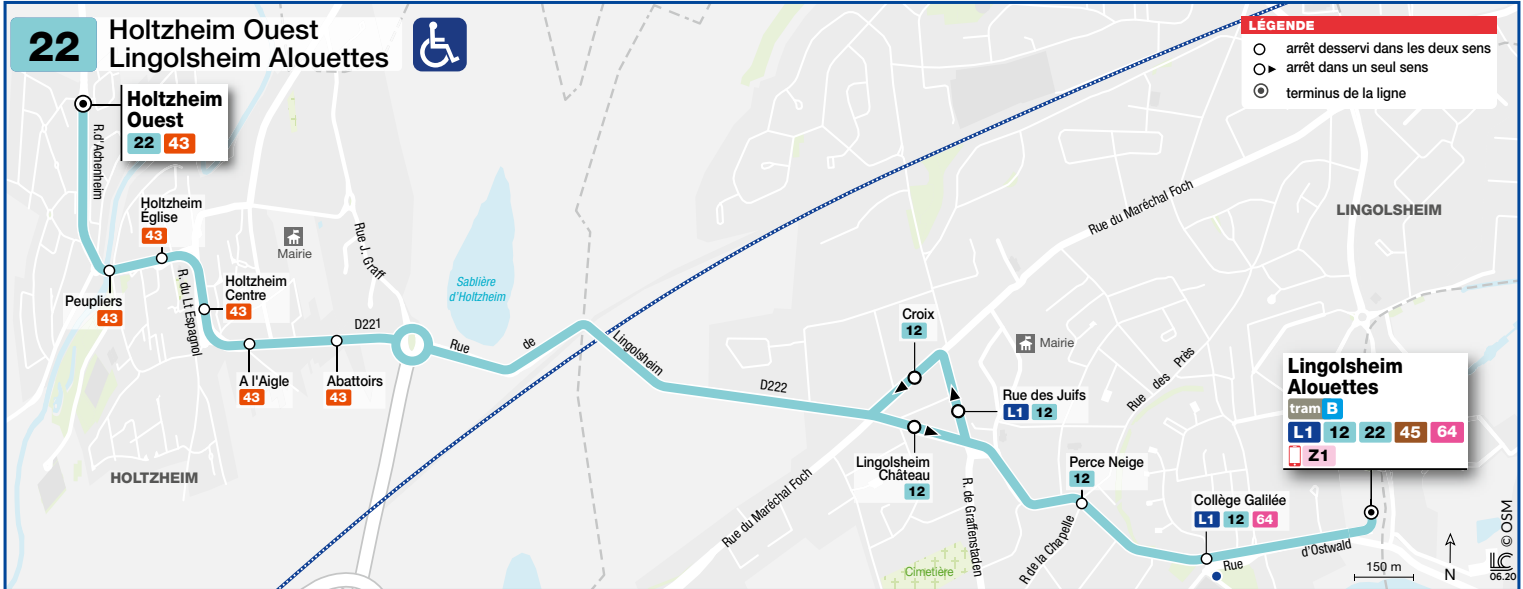 22
Holtzheim Ouest
Lingolsheim Alouettes
LÉGENDE
arrêt desservi dans les deux sens
arrêt dans un seul sens
terminus de la ligne
Holtzheim
Ouest
22 43
R.d'Achenheim
Holtzheim
Église
43
Peupliers
43
R. du Lt Espagnol
Mairie
Holtzheim
Centre
43
Rue J. Graff
D221
A l'Aigle
43
Abattoirs
43
HOLTZHEIM
Sablière
d'Holtzheim
Rue de Lingolsheim
D222
Rue du Maréchal Foch
LINGOLSHEIM
Croix
12
Mairie
Rue des Juifs
L1 12
Rue des Près
Lingolsheim
Château
12
Rue du Maréchal Foch
R. de Graffenstaden
Perce Neige
12
R de la Chapelle
Cimetière
Collège Galilée
L1 12 64
Rue d'Ostwald
Lingolsheim
Alouettes
tram B
L1 12 22 45 64
Z1
150 m
N
© OSM
LC
06.20